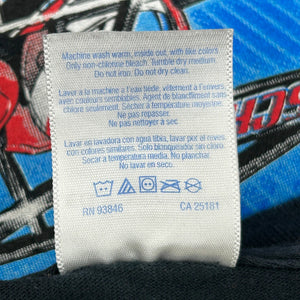 Machine wash warm, inside out, with like colors
Only non-chlorine bleach. Tumble dry medium.
Do not iron. Do not dry clean.
Laver à la machine à l'eau tiède, vêtement à l'envers
avec couleurs similaires. Agent de blanchiment
sans chlore seulement. Sécher à température moyenne.
Ne pas repasser.
Ne pas nettoyer à sec.
Lavar en lavadora con agua tibia, lavar por el revés
con colores similares. Solo blanqueador sin cloro.
Secar a temperatura media. No planchar.
No lavar en seco.
RN 93846 CA 25181
SCH